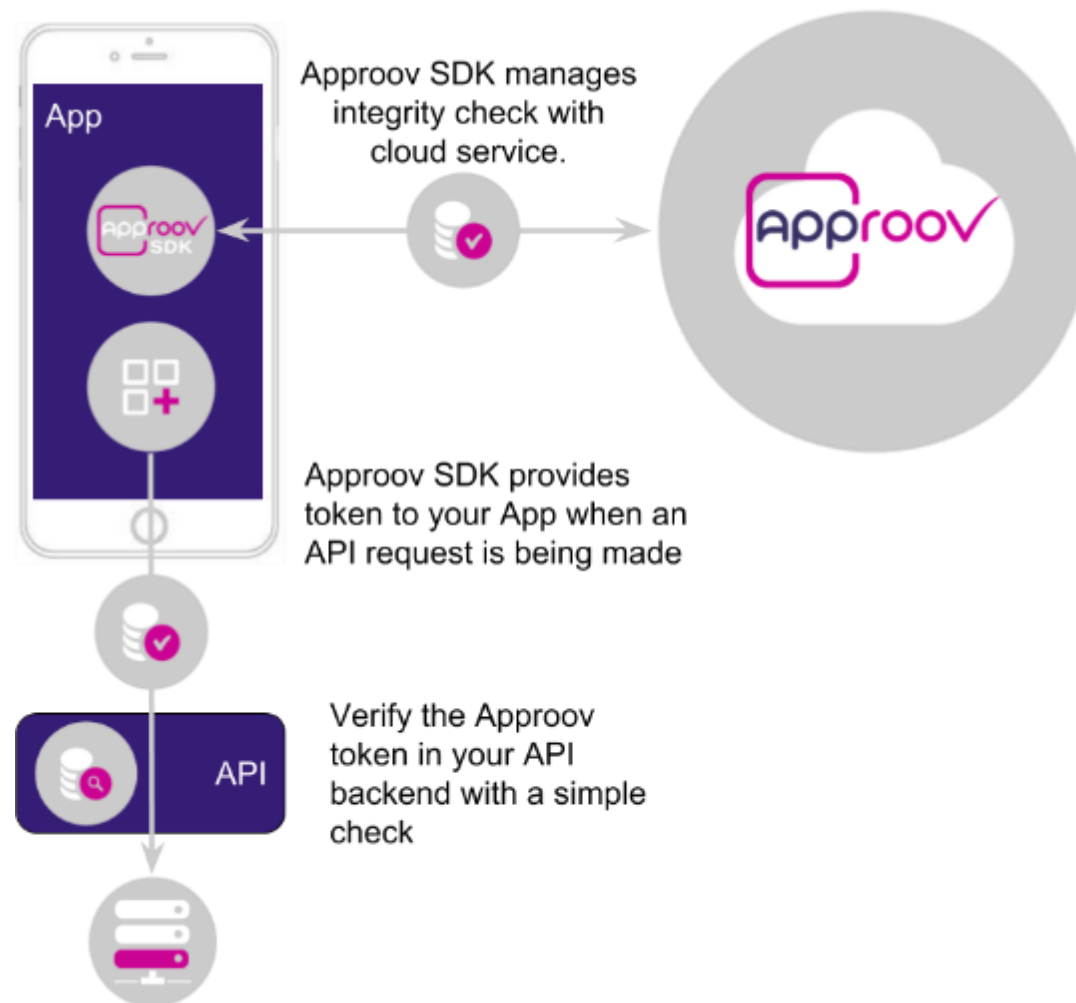 Approov SDK manages
integrity check with
cloud service.
App
Approov
SDK
Approov
Approov SDK provides
token to your App when an
API request is being made
Verify the Approov
token in your API
backend with a simple
check
API